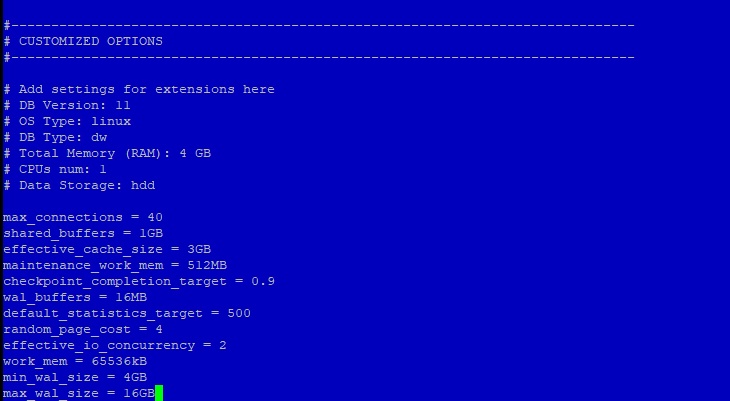 #------------------------------------------------------------------------------
# CUSTOMIZED OPTIONS
#------------------------------------------------------------------------------
# Add settings for extensions here
# DB Version: 11
# OS Type: linux
# DB Type: dw
# Total Memory (RAM): 4 GB
# CPUs num: 1
# Data Storage: hdd
max_connections = 40
shared_buffers = 1GB
effective_cache_size = 3GB
maintenance_work_mem = 512MB
checkpoint_completion_target = 0.9
wal_buffers = 16MB
default_statistics_target = 500
random_page_cost = 4
effective_io_concurrency = 2
work_mem = 65536kB
min_wal_size = 4GB
max_wal_size = 16GB